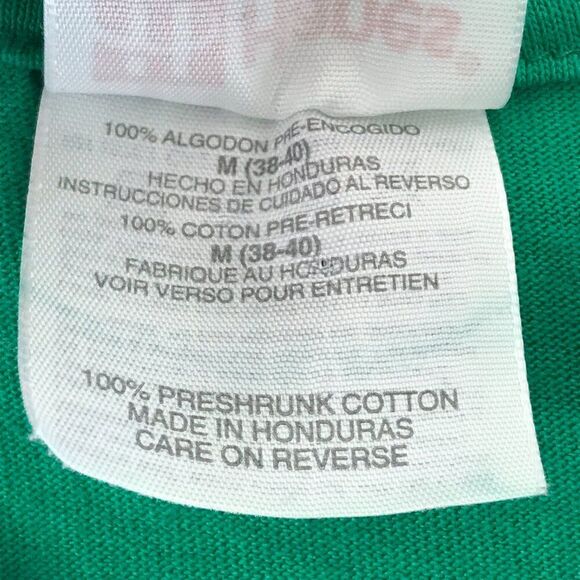 100% ALGODON PRE-ENCOGIDO
M (38-40)
HECHO EN HONDURAS
INSTRUCCIONES DE CUIDADO AL REVERSO
100% COTON PRE-RETRECI
M (38-40)
FABRIQUE AU HONDURAS
VOIR VERSO POUR ENTRETIEN
100% PRESHRUNK COTTON
MADE IN HONDURAS
CARE ON REVERSE